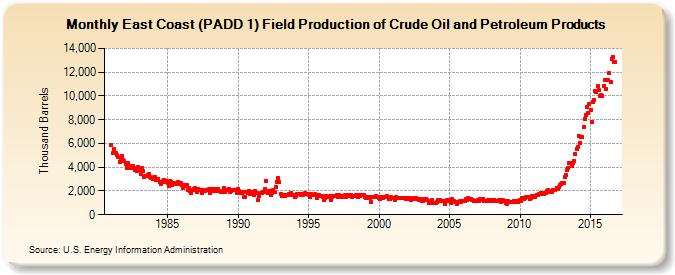 Monthly East Coast (PADD 1) Field Production of Crude Oil and Petroleum Products
Thousand Barrels
14,000
12,000
10,000
8,000
6,000
4,000
2,000
0
1985 1990 1995 2000 2005 2010 2015
Source: U.S. Energy Information Administration